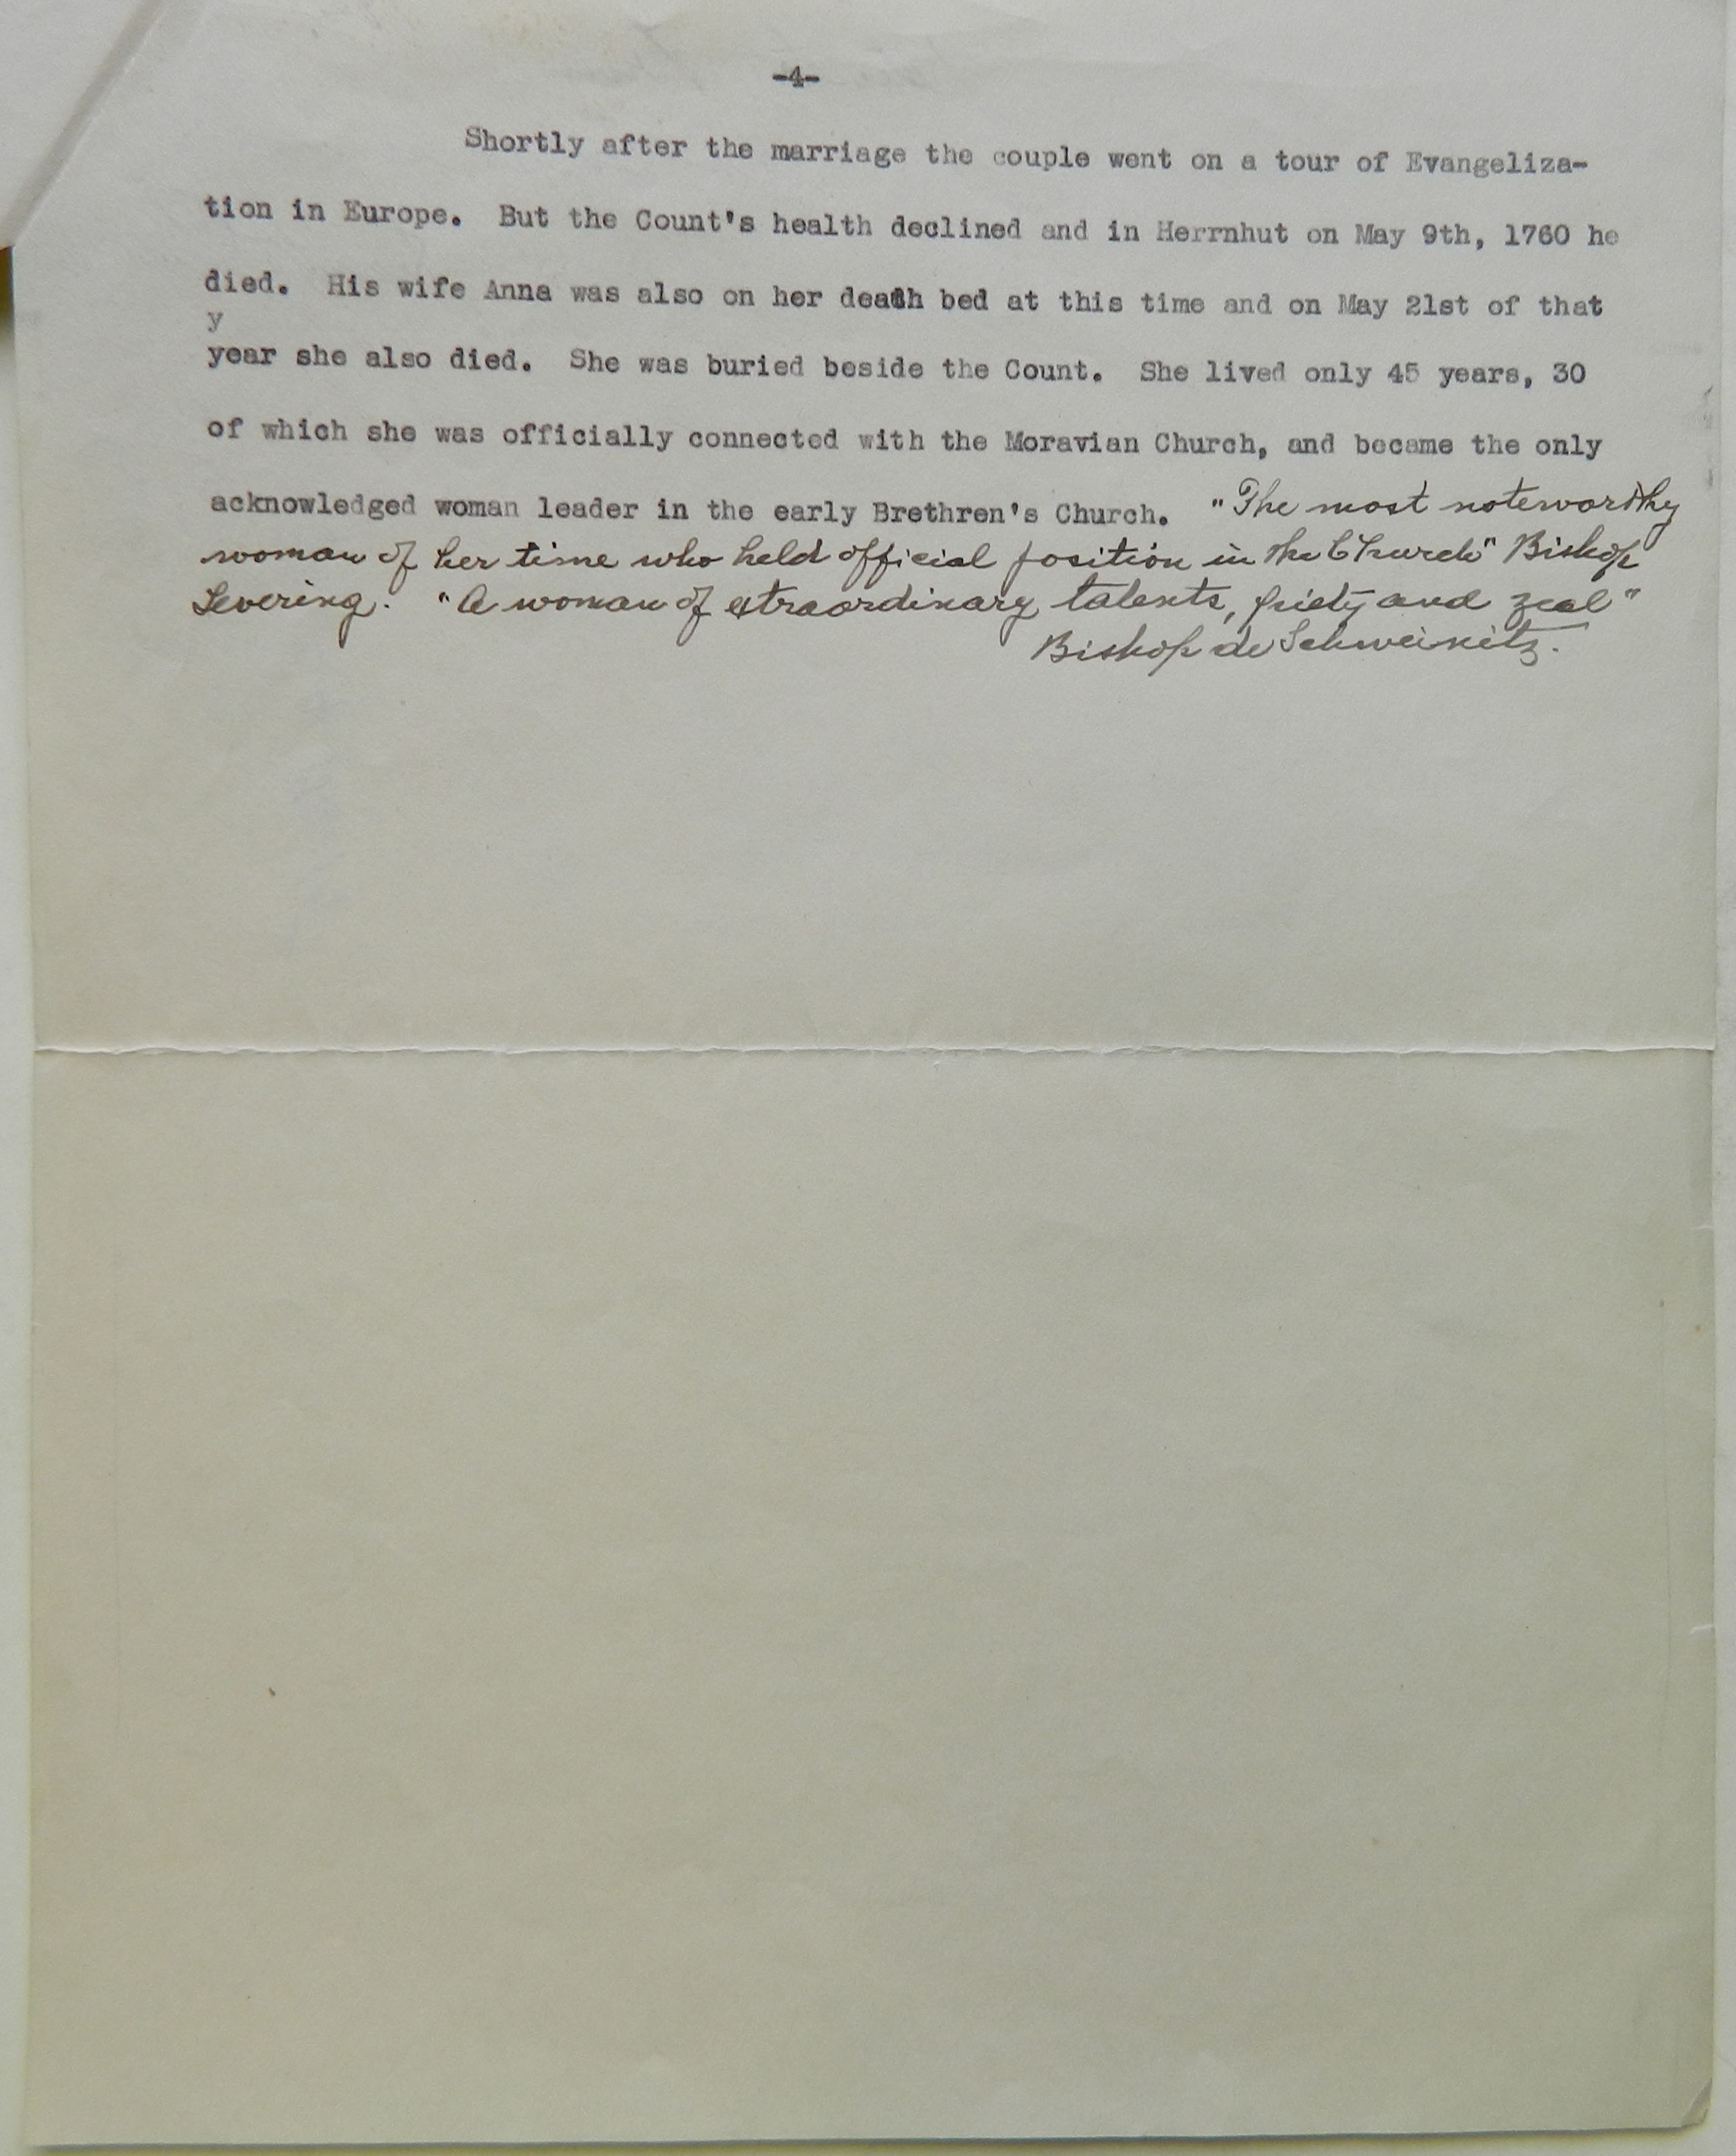 -4-
Shortly after the marriage the couple went on a tour of Evangeliza-
tion in Europe. But the Count's health declined and in Herrnhut on May 9th, 1760 he
died. His wife Anna was also on her death bed at this time and on May 21st of that
y
year she also died. She was buried beside the Count. She lived only 45 years, 30
of which she was officially connected with the Moravian Church, and became the only
acknowledged woman leader in the early Brethren's Church. "The most noteworthy
woman of her time who held official position in the Church" Bishop
Levering. "A woman of extraordinary talents, piety and zeal"
Bishop de Schweinitz.